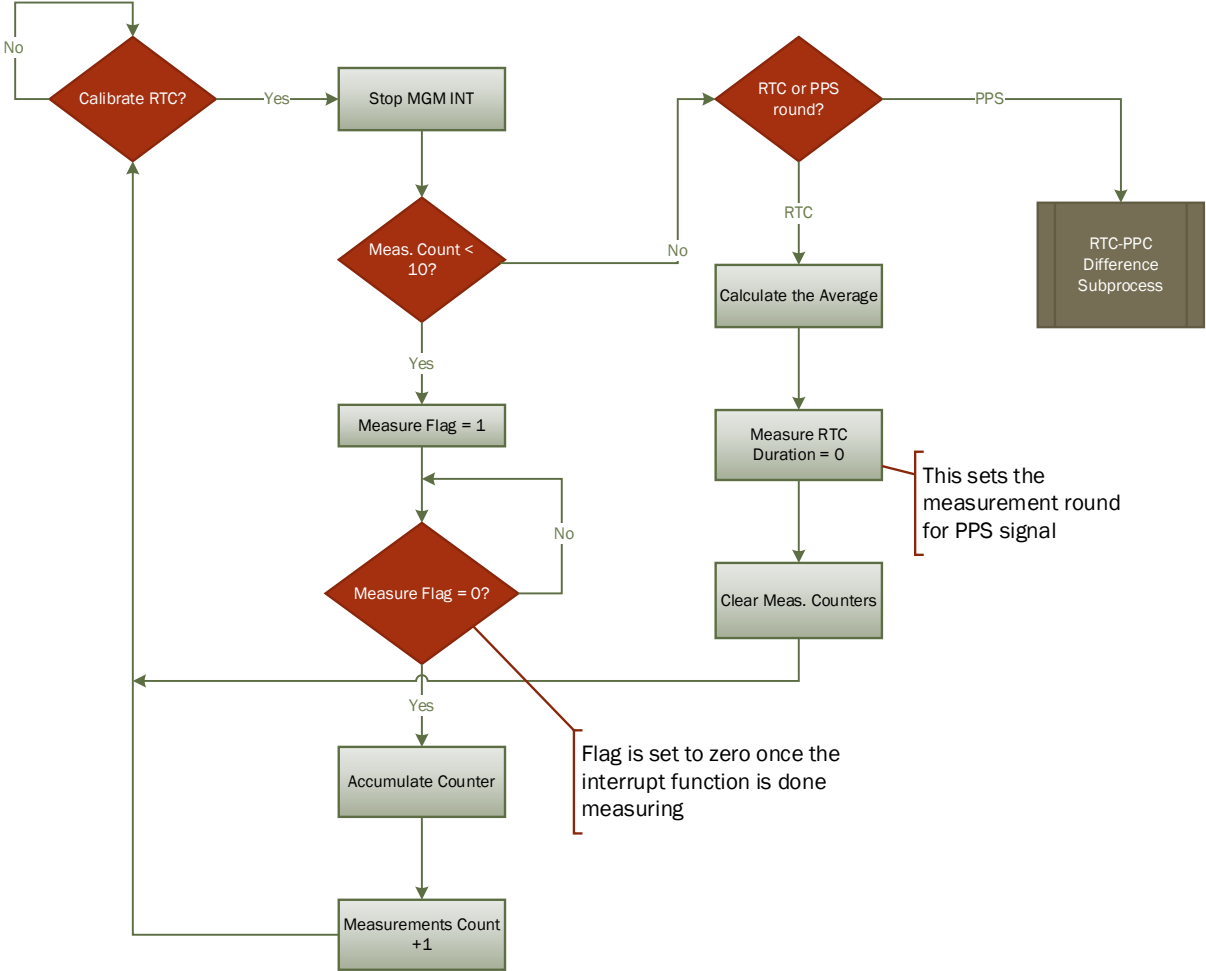 No
Calibrate RTC?
Yes
Stop MGM INT
RTC or PPS
round?
PPS
RTC
Meas. Count <
10?
No
RTC-PPC
Difference
Subprocess
Calculate the Average
Yes
Measure Flag = 1
Measure RTC
Duration = 0
This sets the
measurement round
for PPS signal
No
Measure Flag = 0?
Clear Meas. Counters
Yes
Accumulate Counter
Flag is set to zero once the
interrupt function is done
measuring
Measurements Count
+1